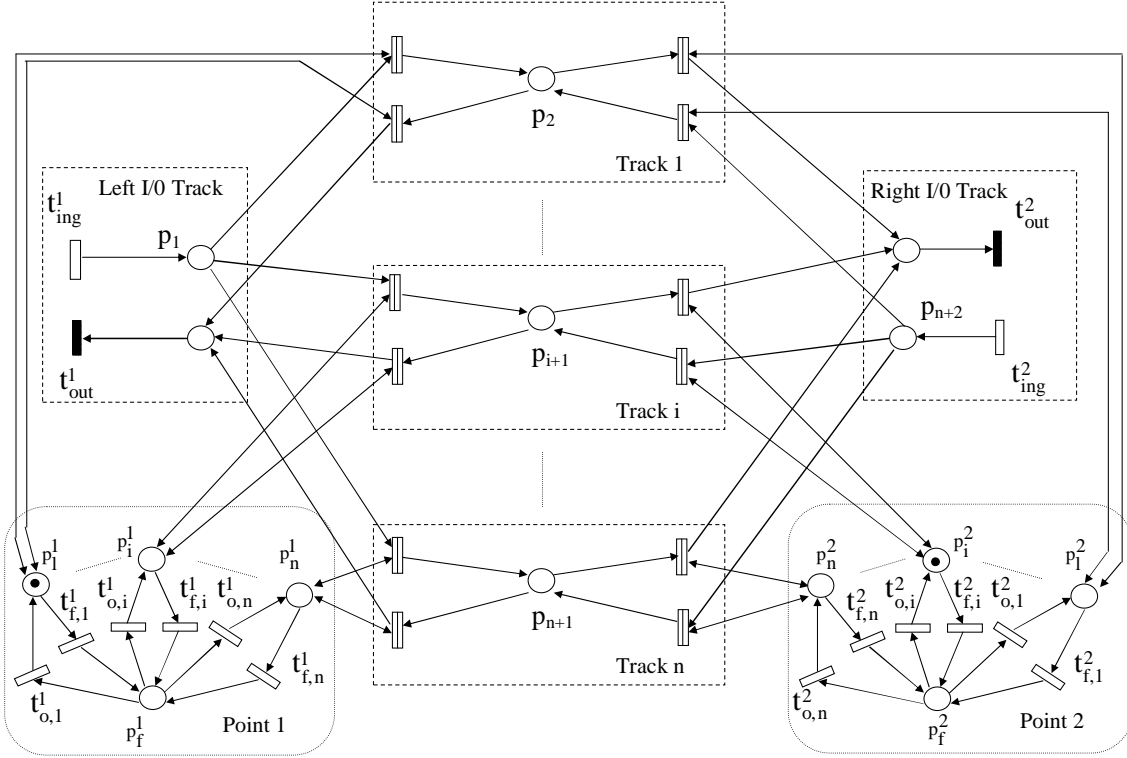 p2
Track 1
Left I/0 Track
Right I/0 Track
t1ing
t2out
p1
pn+2
pi+1
t1out
t2ing
Track i
p1l
p1i
p1n
t1f,1
t1o,i
t1f,i
t1o,n
t1o,1
t1f,n
p1f
Point 1
pn+1
Track n
p2n
p2i
p2l
t2f,n
t2o,i
t2f,i
t2o,1
t2o,n
t2f,1
p2f
Point 2